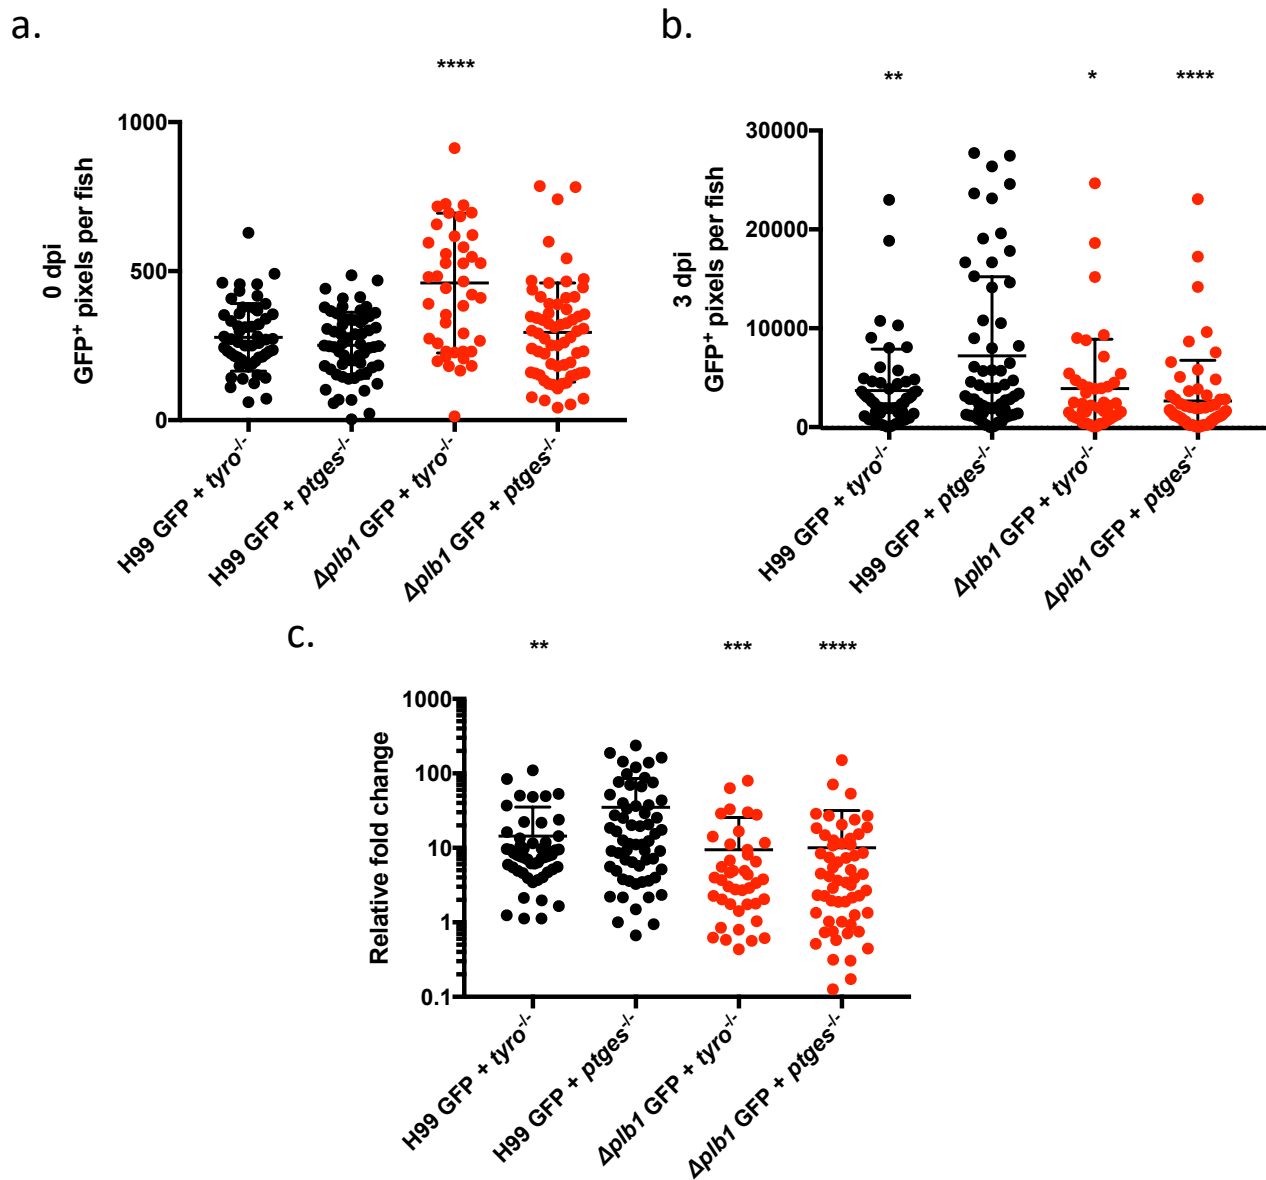 a.
****
1000
500
0
0 dpi
GFP⁺ pixels per fish
H99 GFP + tyro⁻/⁻
H99 GFP + ptges⁻/⁻
Δplb1 GFP + tyro⁻/⁻
Δplb1 GFP + ptges⁻/⁻
b.
** * ****
30000
20000
10000
0
3 dpi
GFP⁺ pixels per fish
H99 GFP + tyro⁻/⁻
H99 GFP + ptges⁻/⁻
Δplb1 GFP + tyro⁻/⁻
Δplb1 GFP + ptges⁻/⁻
c.
** *** ****
1000
100
10
1
0.1
Relative fold change
H99 GFP + tyro⁻/⁻
H99 GFP + ptges⁻/⁻
Δplb1 GFP + tyro⁻/⁻
Δplb1 GFP + ptges⁻/⁻